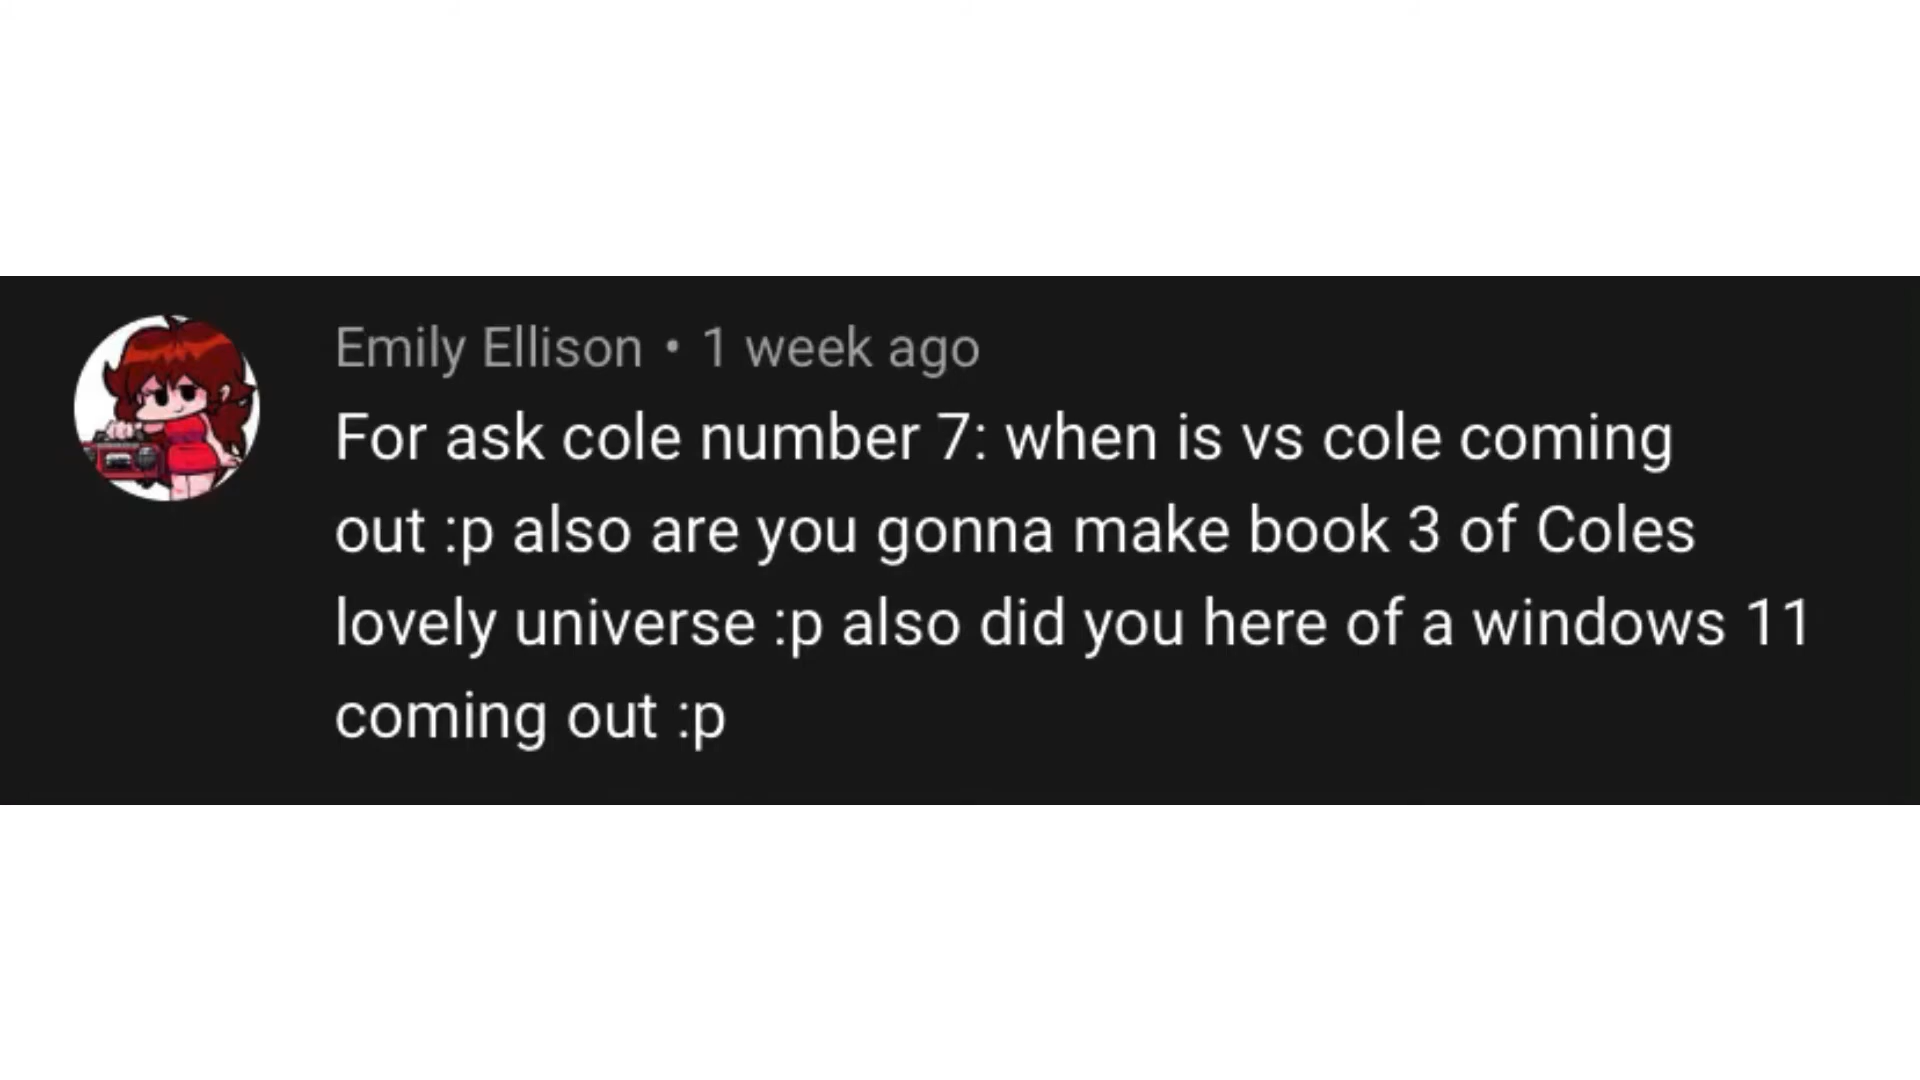 Emily Ellison • 1 week ago
For ask cole number 7: when is vs cole coming
out :p also are you gonna make book 3 of Coles
lovely universe :p also did you here of a windows 11
coming out :p